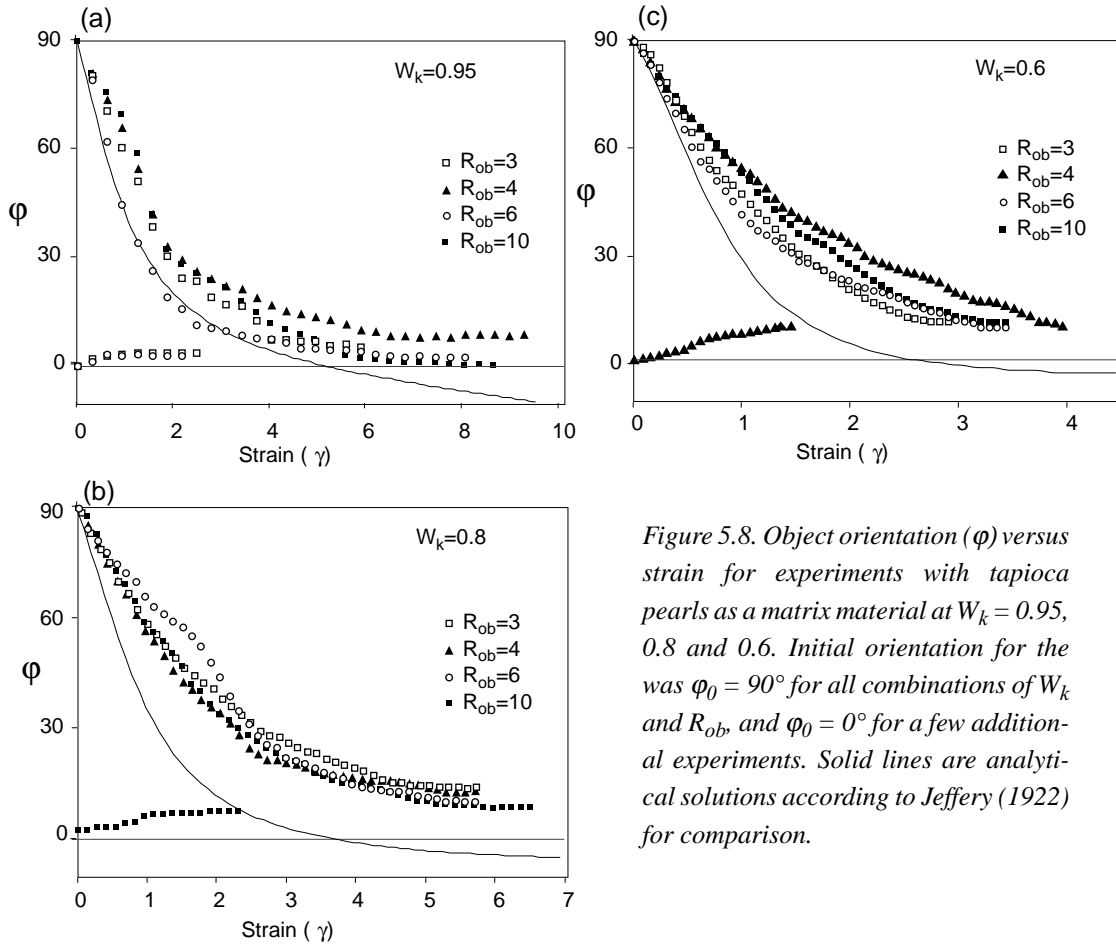 (a)
90
60
φ
30
0
W_k=0.95
R_ob=3
R_ob=4
R_ob=6
R_ob=10
0
2
4
6
8
10
Strain ( γ)
(c)
90
60
φ
30
0
W_k=0.6
R_ob=3
R_ob=4
R_ob=6
R_ob=10
0
1
2
3
4
Strain ( γ)
(b)
90
60
φ
30
0
W_k=0.8
R_ob=3
R_ob=4
R_ob=6
R_ob=10
0
1
2
3
4
5
6
7
Strain ( γ)
Figure 5.8. Object orientation (φ) versus
strain for experiments with tapioca
pearls as a matrix material at W_k = 0.95,
0.8 and 0.6. Initial orientation for the
was φ_0 = 90° for all combinations of W_k
and R_ob, and φ_0 = 0° for a few addition-
al experiments. Solid lines are analyti-
cal solutions according to Jeffery (1922)
for comparison.